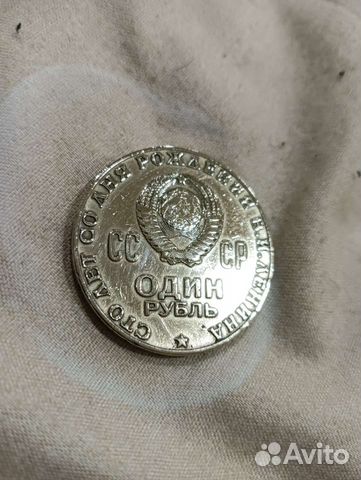 СТО ЛЕТ СО ДНЯ РОЖДЕНИЯ В.И.ЛЕНИНА
СС СР
ОДИН
РУБЛЬ
Avito